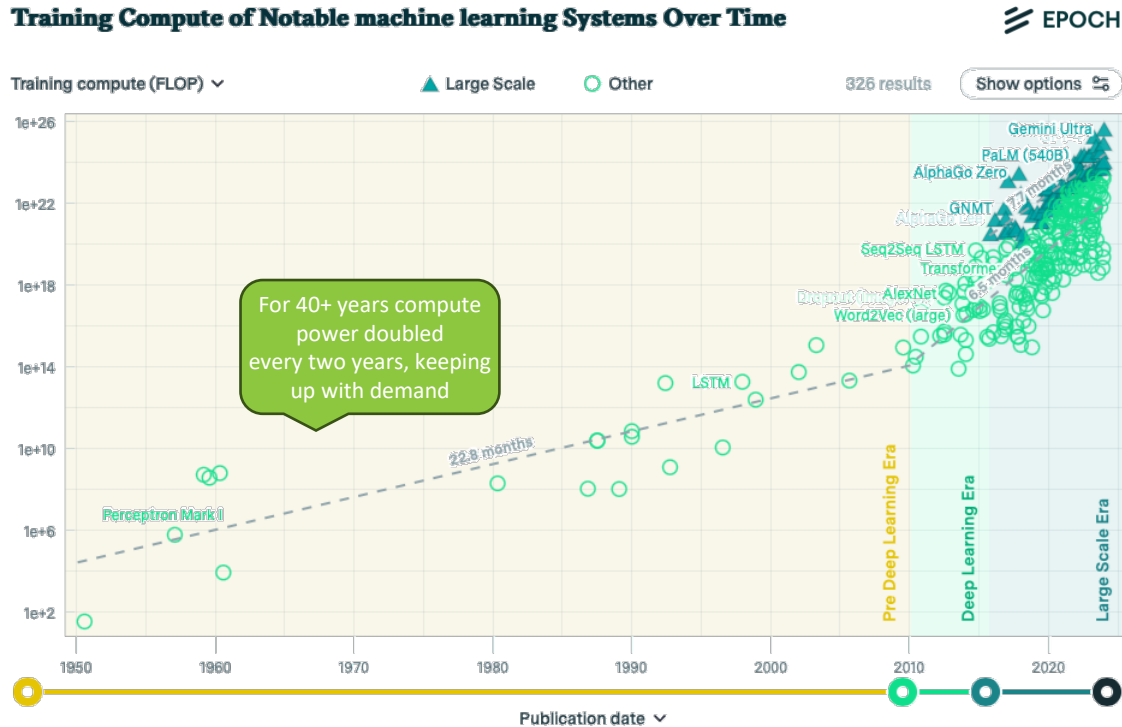 Training Compute of Notable machine learning Systems Over Time
EPOCH
Training compute (FLOP)
Large Scale
Other
326 results
Show options
1e+26
1e+22
1e+18
1e+14
1e+10
1e+6
1e+2
Gemini Ultra
PaLM (540B)
AlphaGo Zero
7.7 months
GNMT
Seq2Seq LSTM
Transforme
6.5 months
AlexNet
Word2Vec (large)
For 40+ years compute
power doubled
every two years, keeping
up with demand
LSTM
22.8 months
Perceptron Mark I
Pre Deep Learning Era
Deep Learning Era
Large Scale Era
1950
1960
1970
1980
1990
2000
2010
2020
Publication date